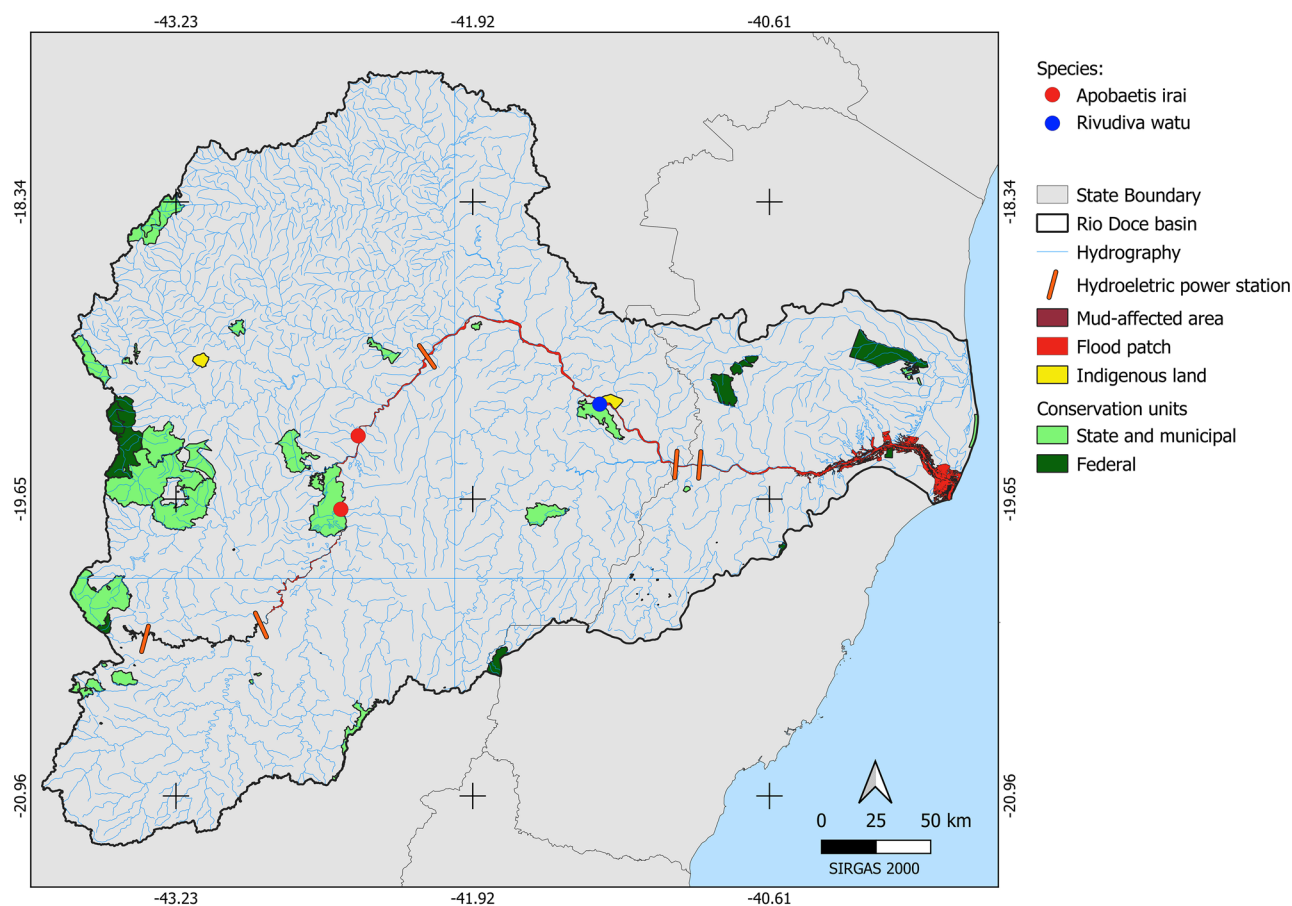 -43.23
-41.92
-40.61
-18.34
-18.34
-19.65
-19.65
-20.96
-20.96
0 25 50 km
SIRGAS 2000
-43.23
-41.92
-40.61
Species:
Apobaetis irai
Rivudiva watu
State Boundary
Rio Doce basin
Hydrography
Hydroeletric power station
Mud-affected area
Flood patch
Indigenous land
Conservation units
State and municipal
Federal